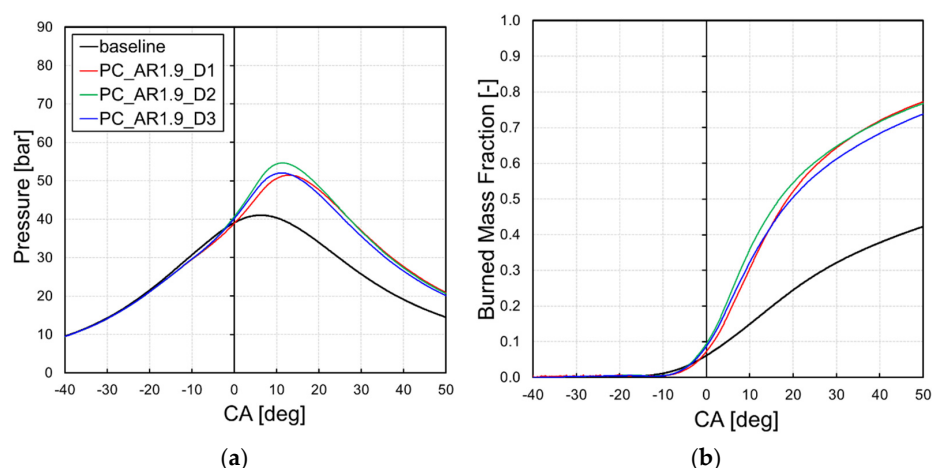 90
80
70
60
50
40
30
20
10
0
Pressure [bar]
baseline
PC_AR1.9_D1
PC_AR1.9_D2
PC_AR1.9_D3
-40 -30 -20 -10 0 10 20 30 40 50
CA [deg]
(a)
1.0
0.9
0.8
0.7
0.6
0.5
0.4
0.3
0.2
0.1
0.0
Burned Mass Fraction [-]
-40 -30 -20 -10 0 10 20 30 40 50
CA [deg]
(b)